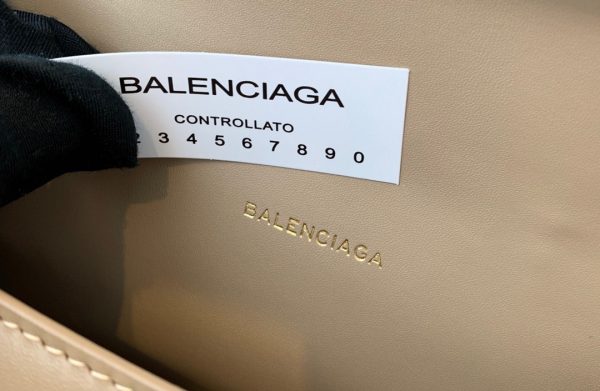 BALENCIAGA
CONTROLLATO
2 3 4 5 6 7 8 9 0
BALENCIAGA